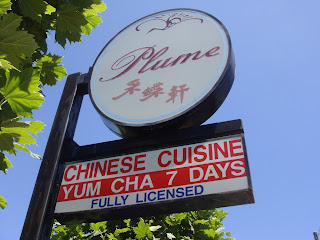 Plume
采蝶軒
CHINESE CUISINE
YUM CHA 7 DAYS
FULLY LICENSED